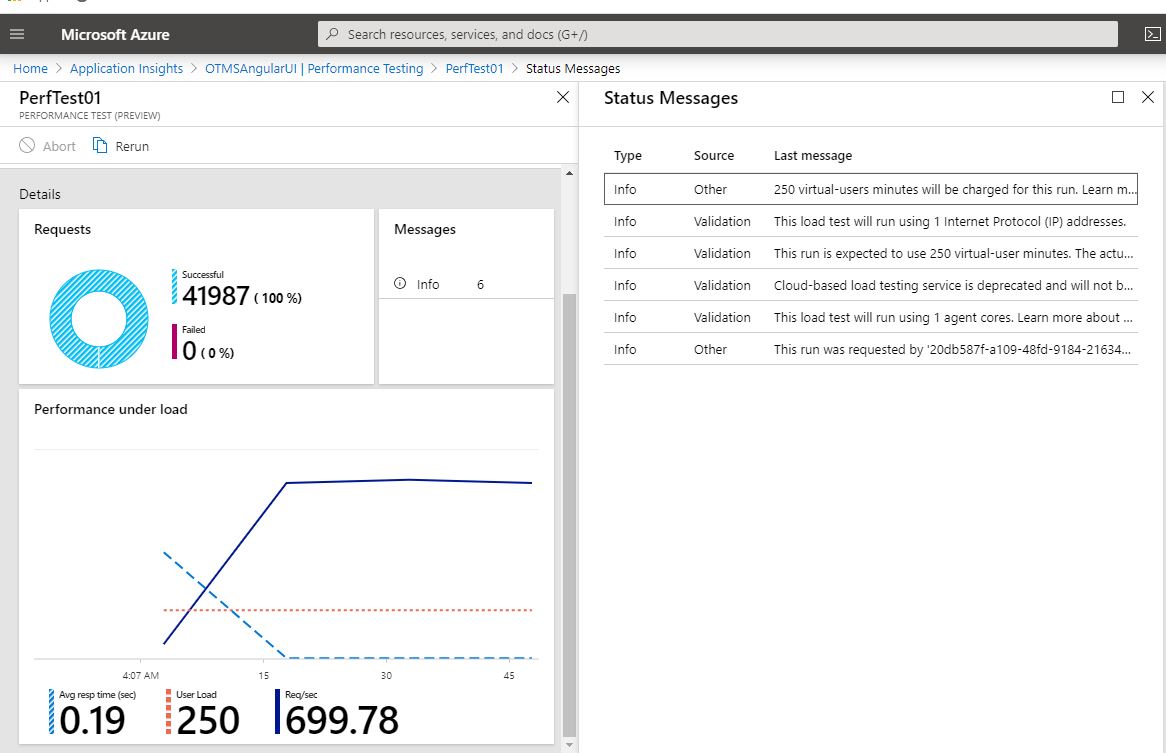 Microsoft Azure
Search resources, services, and docs (G+/)
Home > Application Insights > OTMSAngularUI | Performance Testing > PerfTest01 > Status Messages
PerfTest01
PERFORMANCE TEST (PREVIEW)
Abort Rerun
Details
Requests
Successful
41987 ( 100 %)
Failed
0 ( 0 %)
Messages
Info 6
Performance under load
4:07 AM 15 30 45
Avg resp time (sec) User Load Req/sec
0.19 250 699.78
Status Messages
Type Source Last message
Info Other 250 virtual-users minutes will be charged for this run. Learn m...
Info Validation This load test will run using 1 Internet Protocol (IP) addresses.
Info Validation This run is expected to use 250 virtual-user minutes. The actu...
Info Validation Cloud-based load testing service is deprecated and will not b...
Info Validation This load test will run using 1 agent cores. Learn more about ...
Info Other This run was requested by '20db587f-a109-48fd-9184-21634...